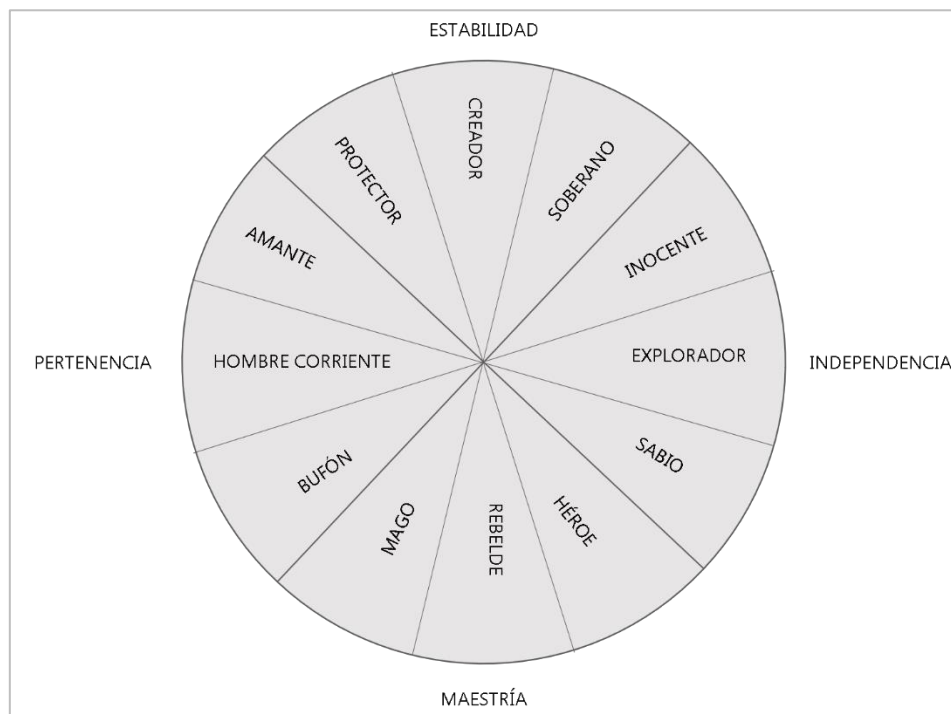 ESTABILIDAD
CREADOR
PROTECTOR
SOBERANO
AMANTE
INOCENTE
PERTENENCIA
HOMBRE CORRIENTE
EXPLORADOR
INDEPENDENCIA
BUFÓN
SABIO
MAGO
REBELDE
HÉROE
MAESTRÍA